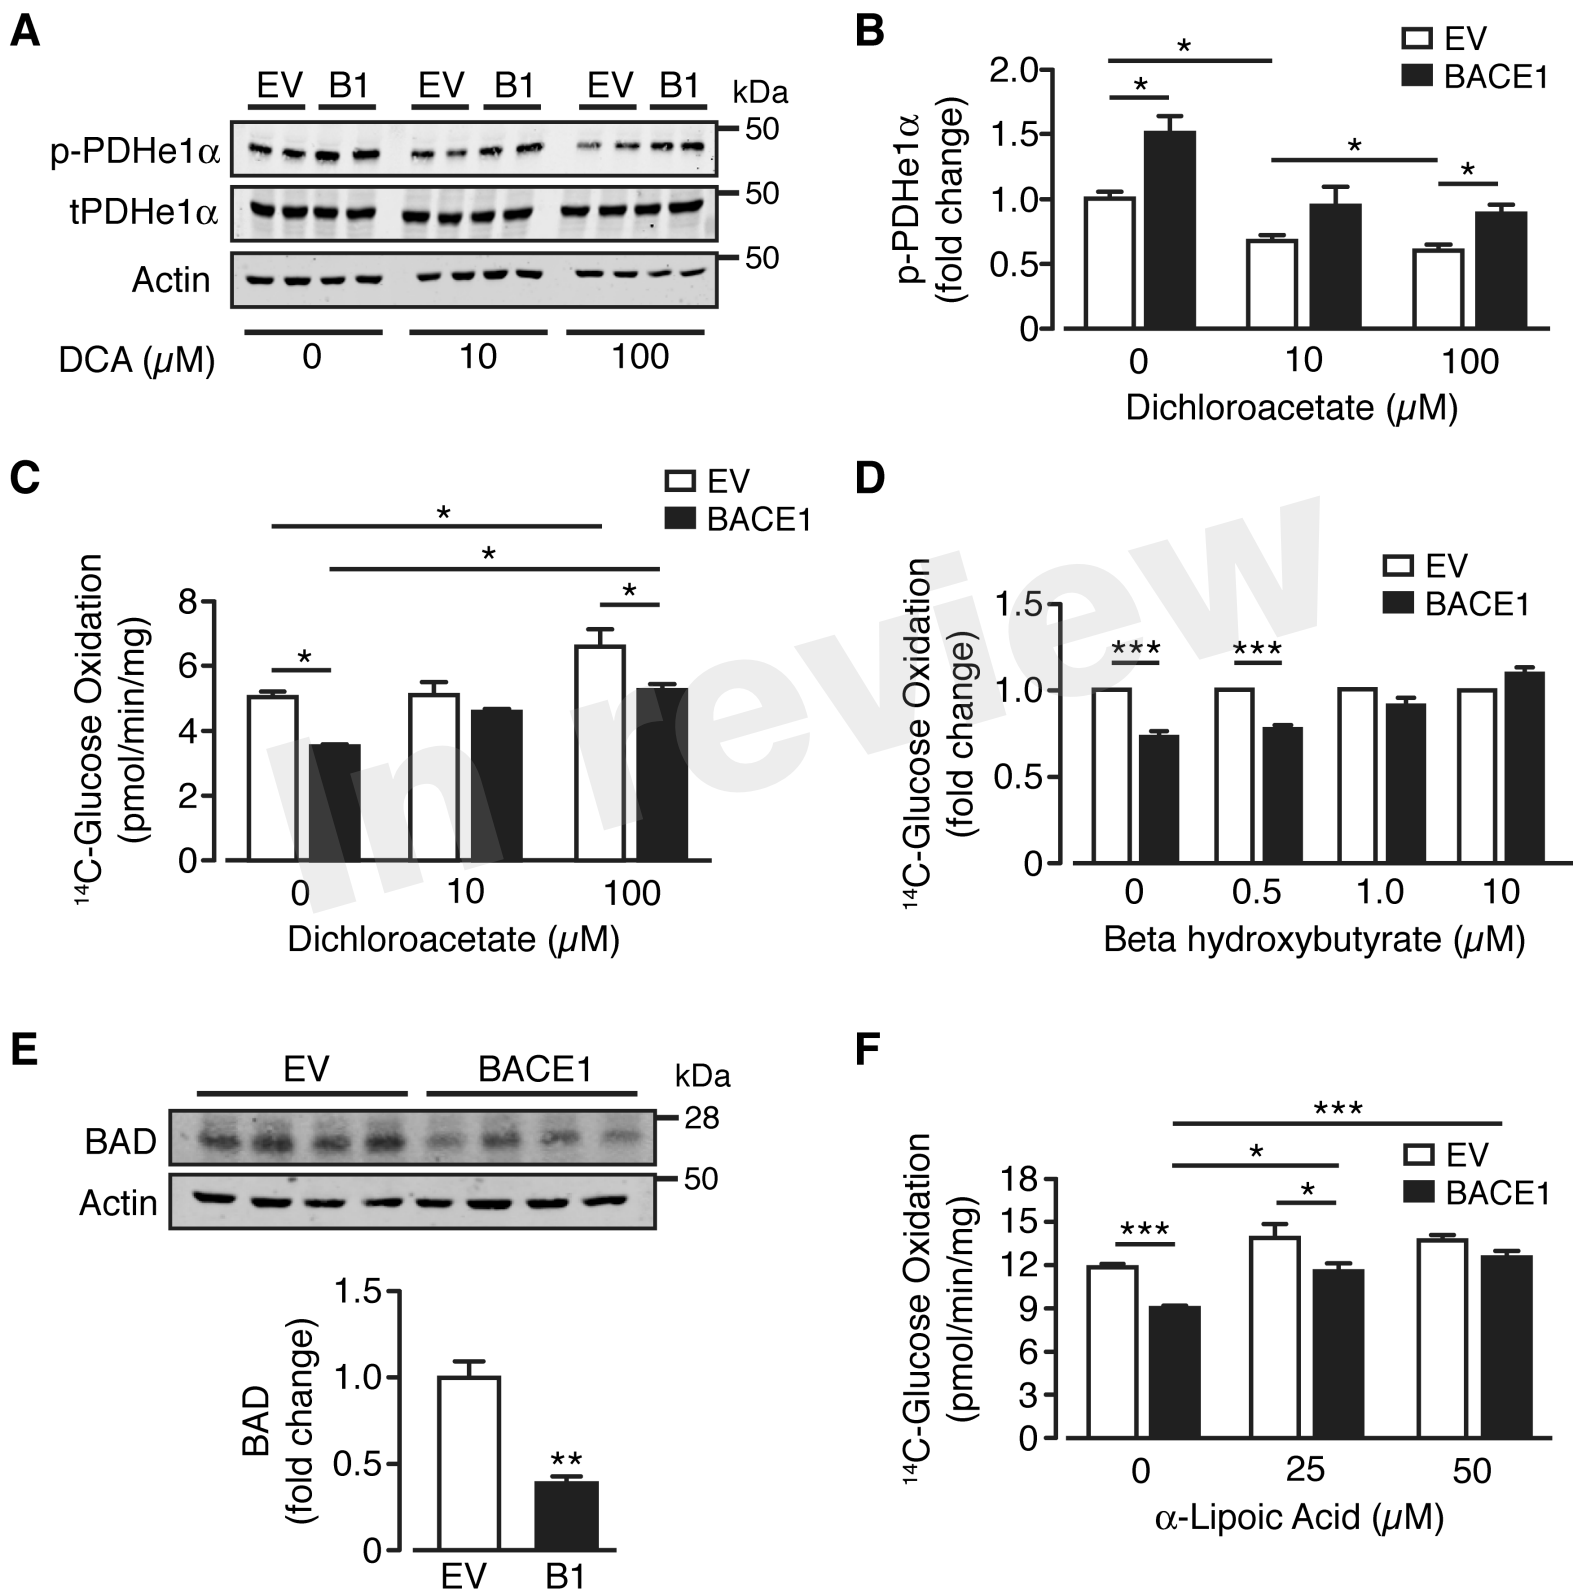 A
EV B1 EV B1 EV B1 kDa
p-PDHe1α 50
tPDHe1α 50
Actin 50
DCA (µM) 0 10 100
B
EV
BACE1
*
*
*
*
p-PDHe1α
(fold change)
2.0
1.5
1.0
0.5
0
0 10 100
Dichloroacetate (µM)
C
EV
BACE1
*
*
*
*
14C-Glucose Oxidation
(pmol/min/mg)
8
6
4
2
0
0 10 100
Dichloroacetate (µM)
D
EV
BACE1
*** ***
14C-Glucose Oxidation
(fold change)
1.5
1.0
0.5
0
0 0.5 1.0 10
Beta hydroxybutyrate (µM)
In review
E
EV BACE1 kDa
BAD 28
Actin 50
BAD
(fold change)
1.5
1.0
0.5
0
**
EV B1
F
***
*
*
***
EV
BACE1
14C-Glucose Oxidation
(pmol/min/mg)
18
15
12
9
6
3
0
0 25 50
α-Lipoic Acid (µM)